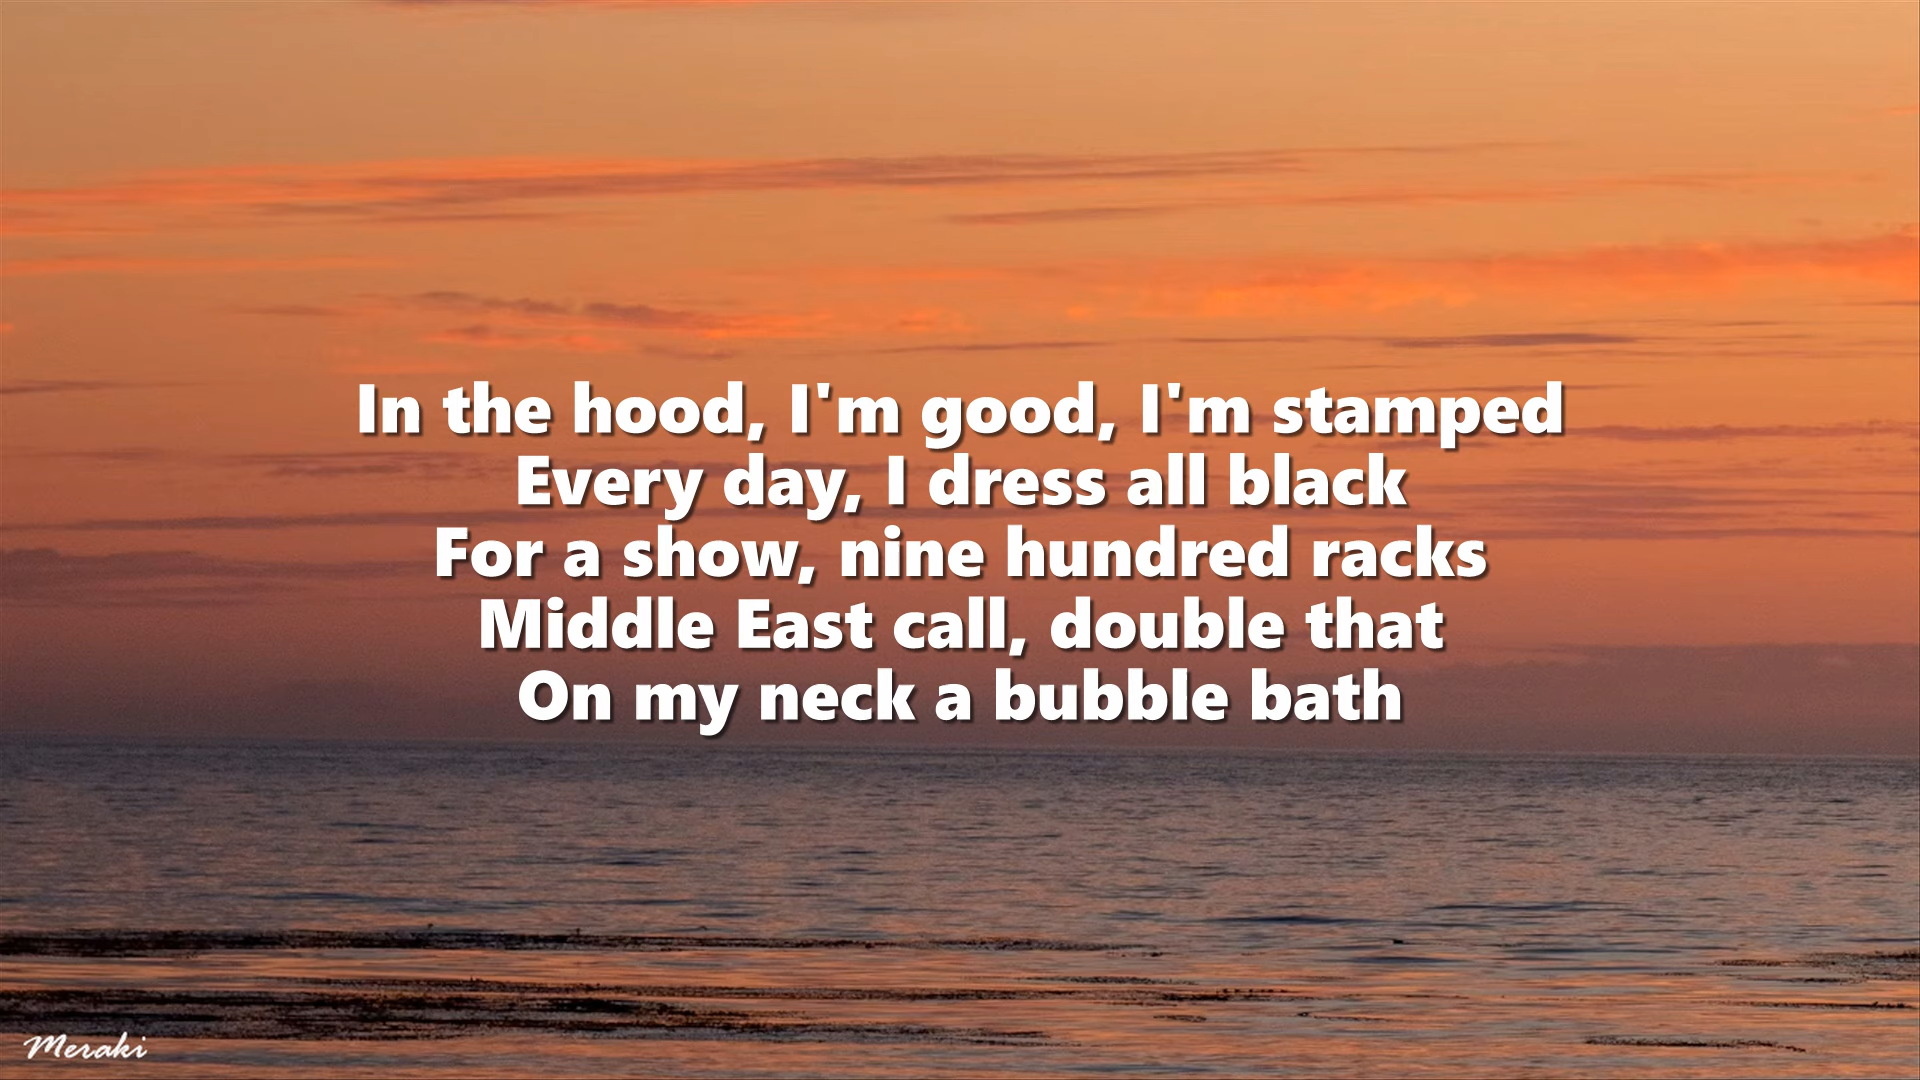 In the hood, I'm good, I'm stamped
Every day, I dress all black
For a show, nine hundred racks
Middle East call, double that
On my neck a bubble bath
Meraki